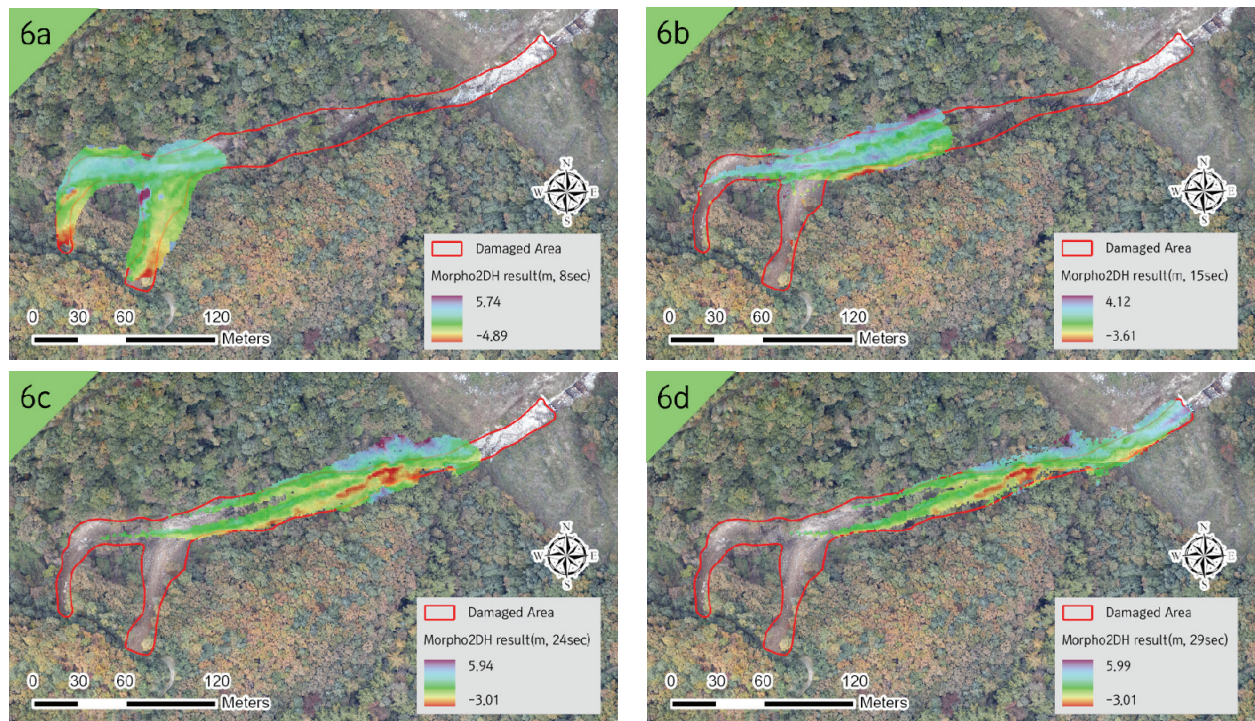 6a
N
W E
S
Damaged Area
Morpho2DH result(m, 8sec)
5.74
-4.89
0 30 60 120
Meters
6b
N
W E
S
Damaged Area
Morpho2DH result(m, 15sec)
4.12
-3.61
0 30 60 120
Meters
6c
N
W E
S
Damaged Area
Morpho2DH result(m, 24sec)
5.94
-3.01
0 30 60 120
Meters
6d
N
W E
S
Damaged Area
Morpho2DH result(m, 29sec)
5.99
-3.01
0 30 60 120
Meters